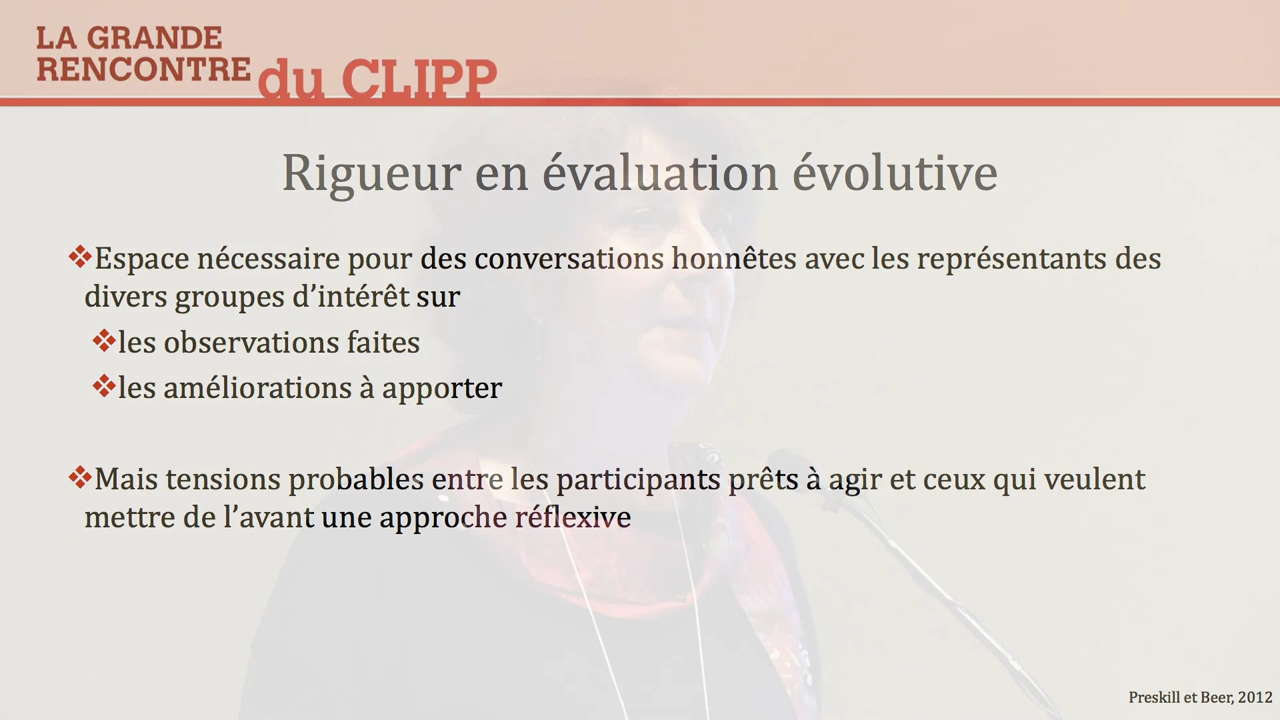 LA GRANDE
RENCONTRE du CLIPP
Rigueur en évaluation évolutive
❖Espace nécessaire pour des conversations honnêtes avec les représentants des
divers groupes d’intérêt sur
❖les observations faites
❖les améliorations à apporter
❖Mais tensions probables entre les participants prêts à agir et ceux qui veulent
mettre de l’avant une approche réflexive
Preskill et Beer, 2012